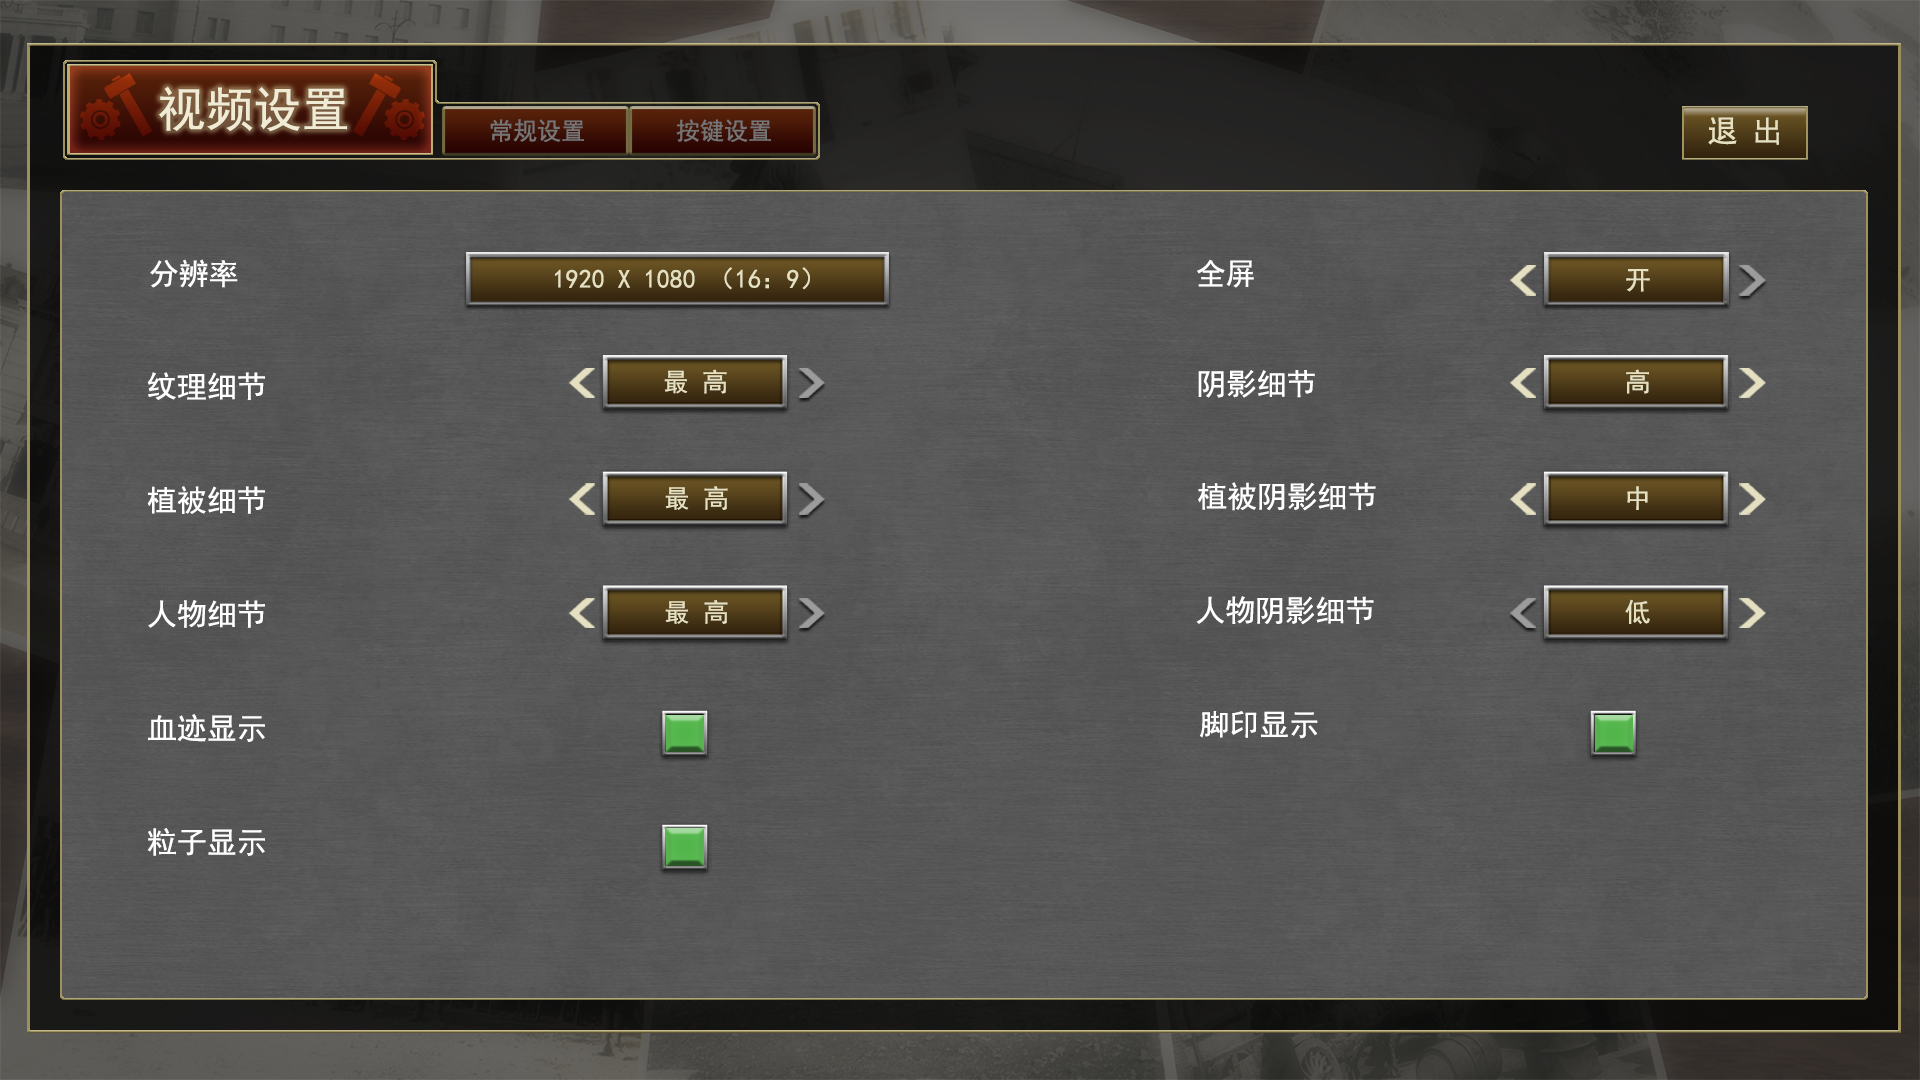 视频设置
常规设置
按键设置
退 出
分辨率
1920 X 1080 （16：9）
全屏
开
纹理细节
最 高
阴影细节
高
植被细节
最 高
植被阴影细节
中
人物细节
最 高
人物阴影细节
低
血迹显示
脚印显示
粒子显示